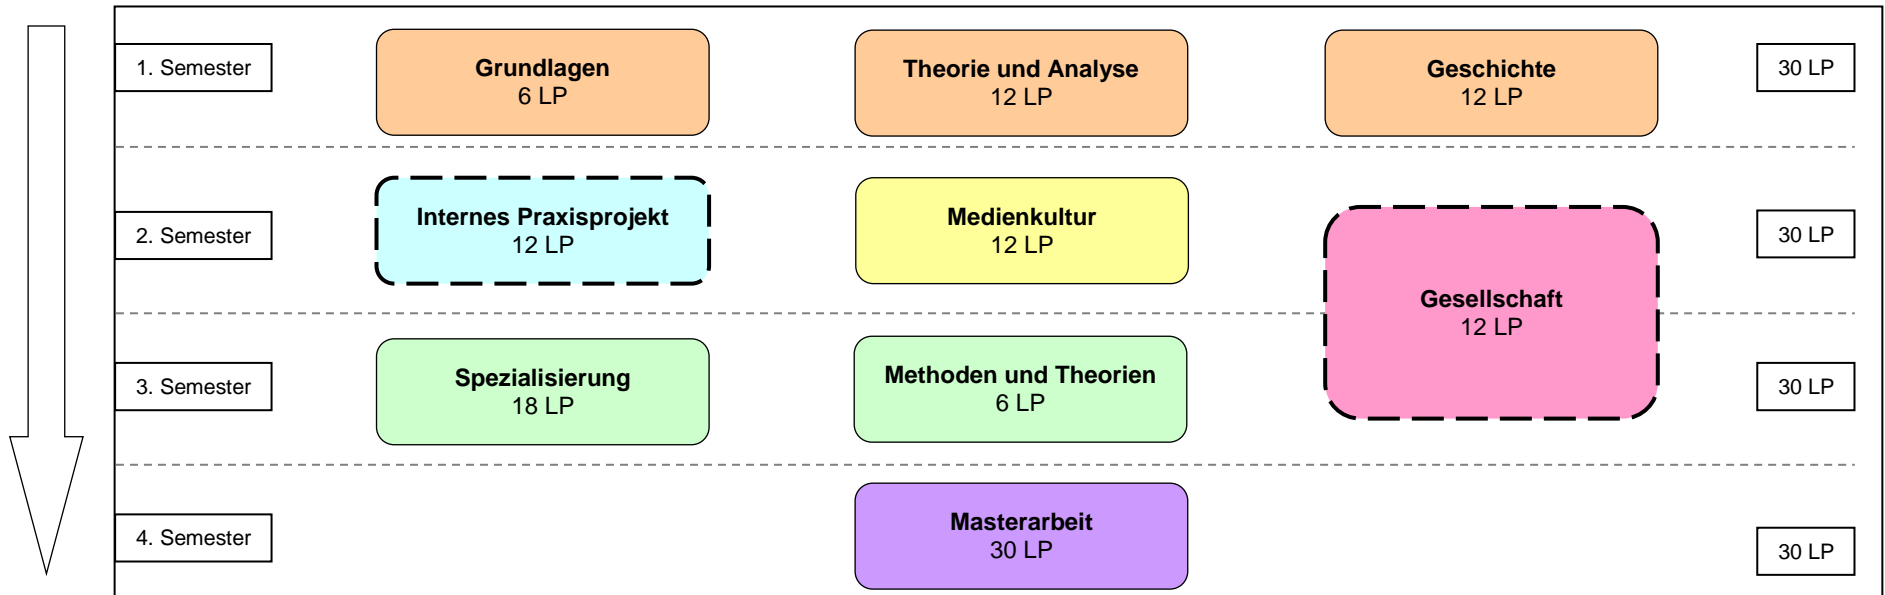 1. Semester
Grundlagen
6 LP
Theorie und Analyse
12 LP
Geschichte
12 LP
30 LP
2. Semester
Internes Praxisprojekt
12 LP
Medienkultur
12 LP
Gesellschaft
12 LP
30 LP
3. Semester
Spezialisierung
18 LP
Methoden und Theorien
6 LP
30 LP
4. Semester
Masterarbeit
30 LP
30 LP